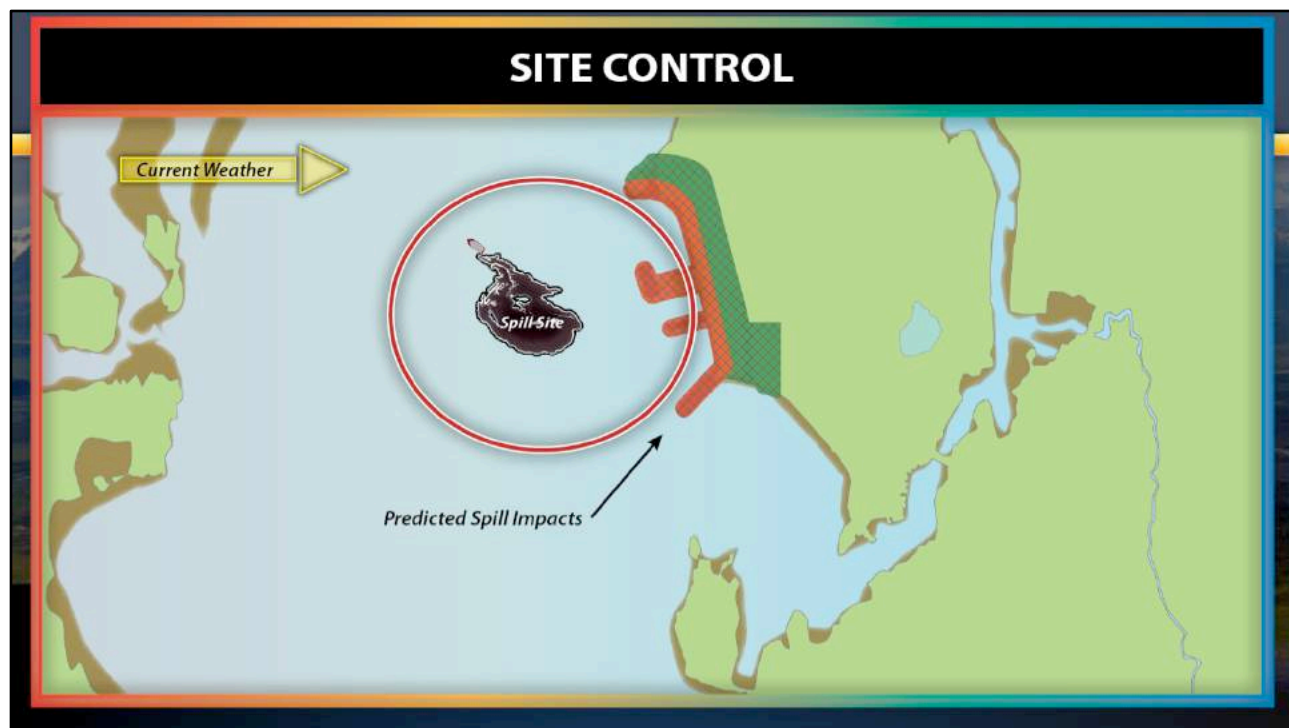 SITE CONTROL
Current Weather
Spill Site
Predicted Spill Impacts